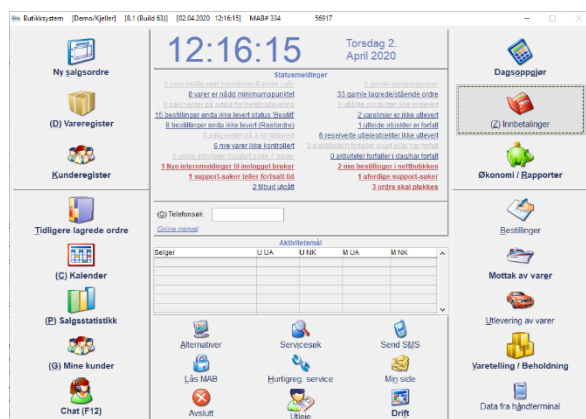 Butikksystem [Demo/Kjeller] [8.1 (Build 63)] [02.04.2020 12:16:15] MAB# 334 56917
Ny salgsordre
(D) Vareregister
Kunderegister
Tidligere lagrede ordre
(C) Kalender
(P) Salgsstatistikk
(G) Mine kunder
Chat (F12)
12:16:15
Torsdag 2.
April 2020
Statusmeldinger
8 varer er nådd minimumspunktet
15 bestillinger enda ikke levert status 'Bestilt'
8 bestillinger enda ikke levert (Restordre)
6 nye varer ikke kontrollert
1 Nye internmeldinger til innlogget bruker
1 support-saker teller fortsatt tid
2 tilbud utgått
33 gamle lagrede/stående ordre
2 varelinjer er ikke utlevert
1 utleide objekter er forfalt
6 reserverte utleieobjekter ikke utlevert
0 aktiviteter forfaller i dag/har forfalt
2 nye bestillinger i nettbutikken
1 uferdige support-saker
3 ordre skal plukkes
(Q) Telefonsøk
Online manual
Aktivitetsmål
Selger U UA U NK M UA M NK
Alternativer
Servicesøk
Send SMS
Lås MAB
Hurtigreg. service
Min side
Avslutt
Utleie
Drift
Dagsoppgjør
(Z) Innbetalinger
Økonomi / Rapporter
Bestillinger
Mottak av varer
Utlevering av varer
Varetelling / Beholdning
Data fra håndterminal